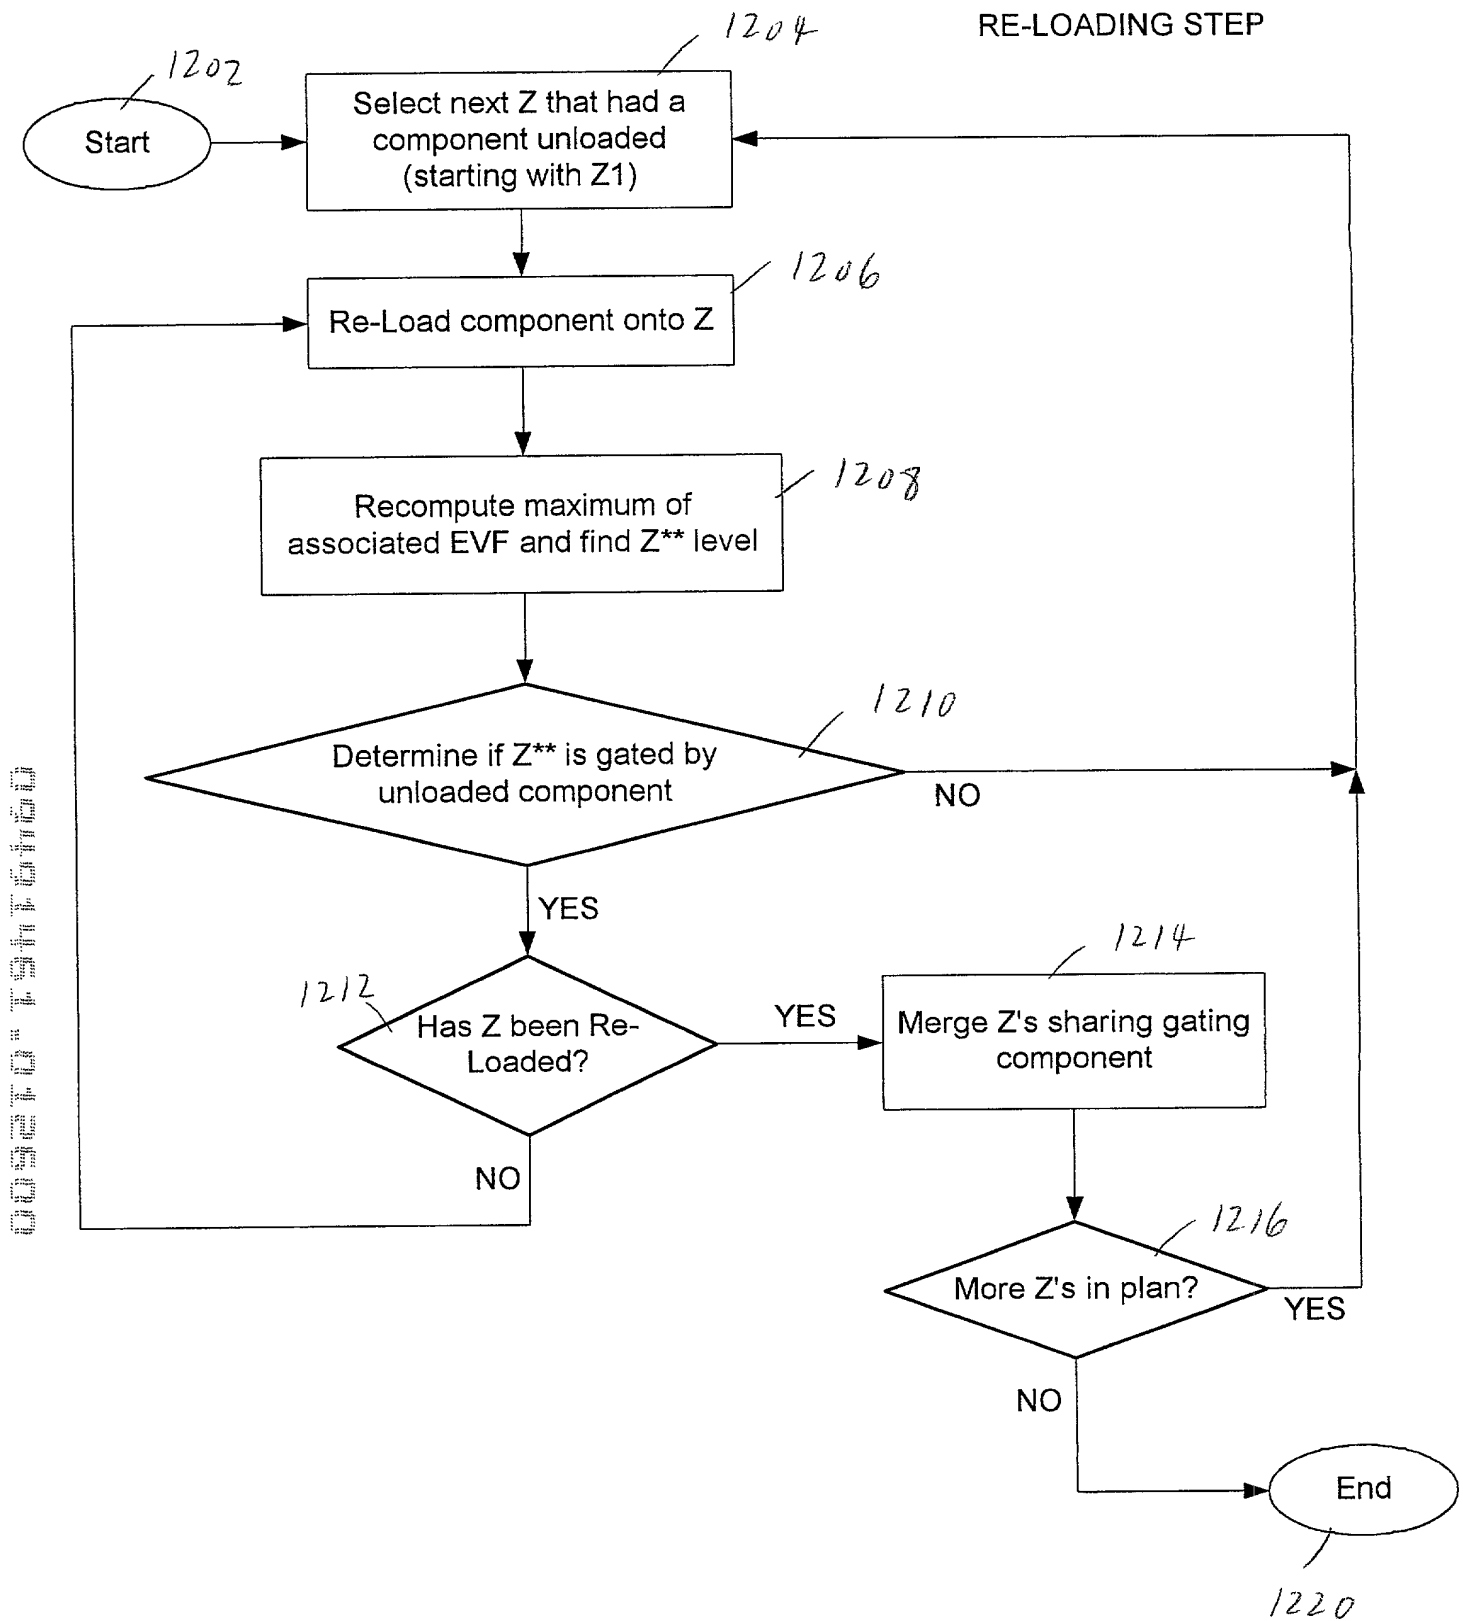 RE-LOADING STEP
1202
Start
1204
Select next Z that had a
component unloaded
(starting with Z1)
1206
Re-Load component onto Z
1208
Recompute maximum of
associated EVF and find Z** level
1210
Determine if Z** is gated by
unloaded component
NO
YES
1212
Has Z been Re-
Loaded?
YES
NO
1214
Merge Z's sharing gating
component
1216
More Z's in plan?
YES
NO
End
1220